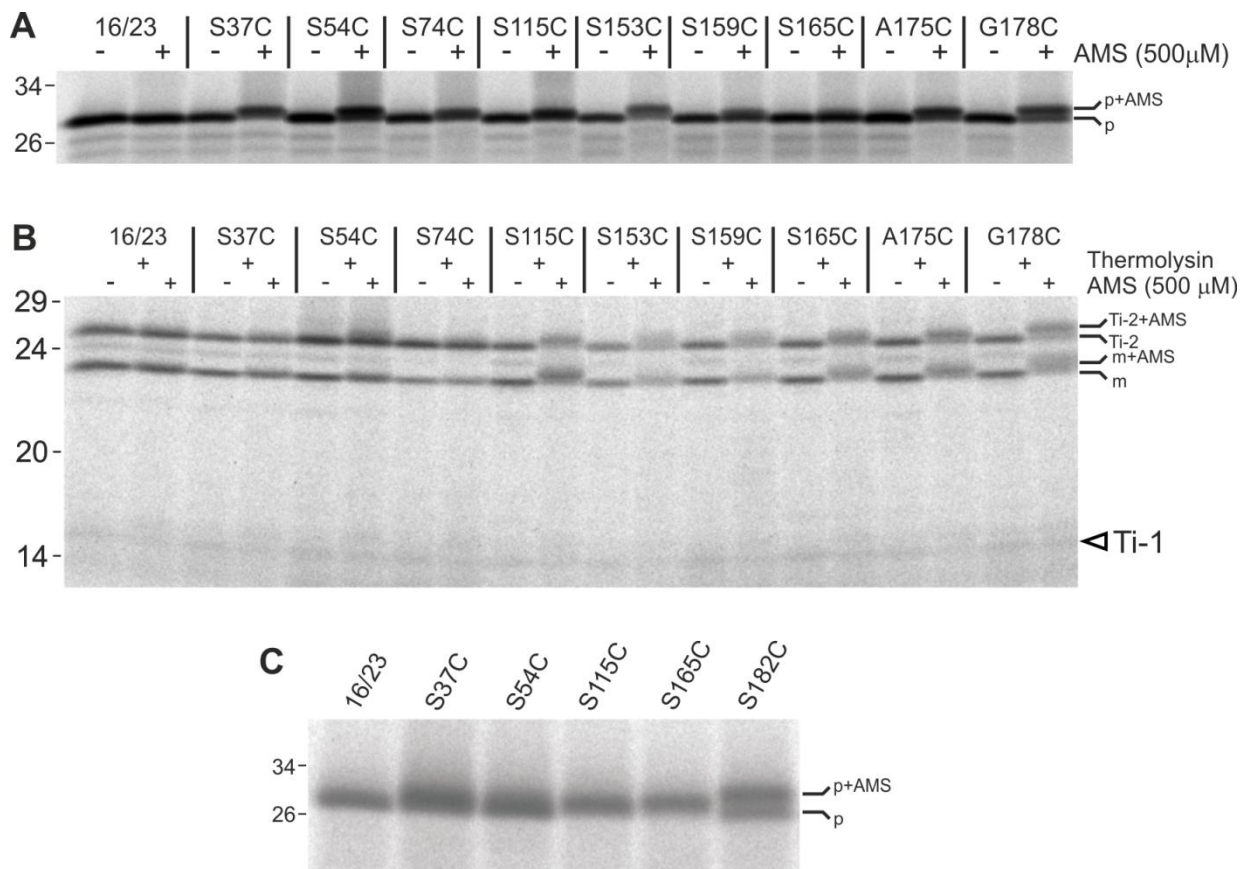 A
16/23 S37C S54C S74C S115C S153C S159C S165C A175C G178C
- + - + - + - + - + - + - + - + - + - + AMS (500μM)
34
p+AMS
p
26
B
16/23 S37C S54C S74C S115C S153C S159C S165C A175C G178C
+ + + + + + + + + + Thermolysin
- + - + - + - + - + - + - + - + - + - + AMS (500 μM)
29
Ti-2+AMS
Ti-2
24
m+AMS
m
20
14
Ti-1
C
16/23 S37C S54C S115C S165C S182C
34
p+AMS
26
p